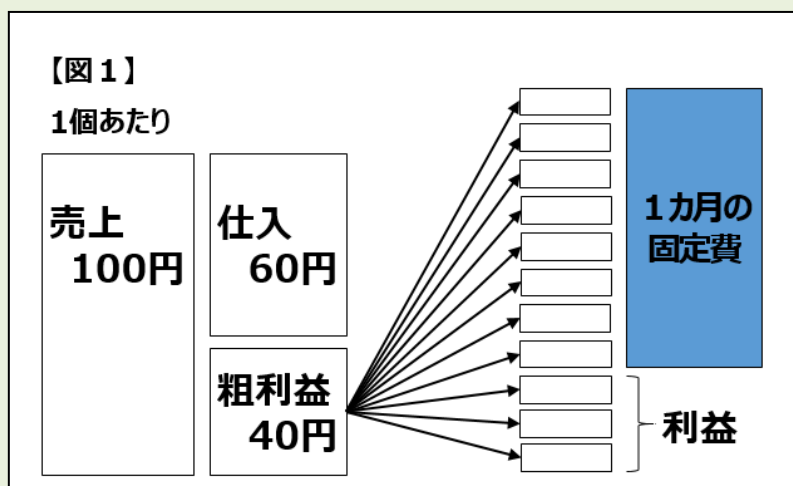 【図１】
1個あたり
売上
100円
仕入
60円
粗利益
40円
１カ月の
固定費
利益